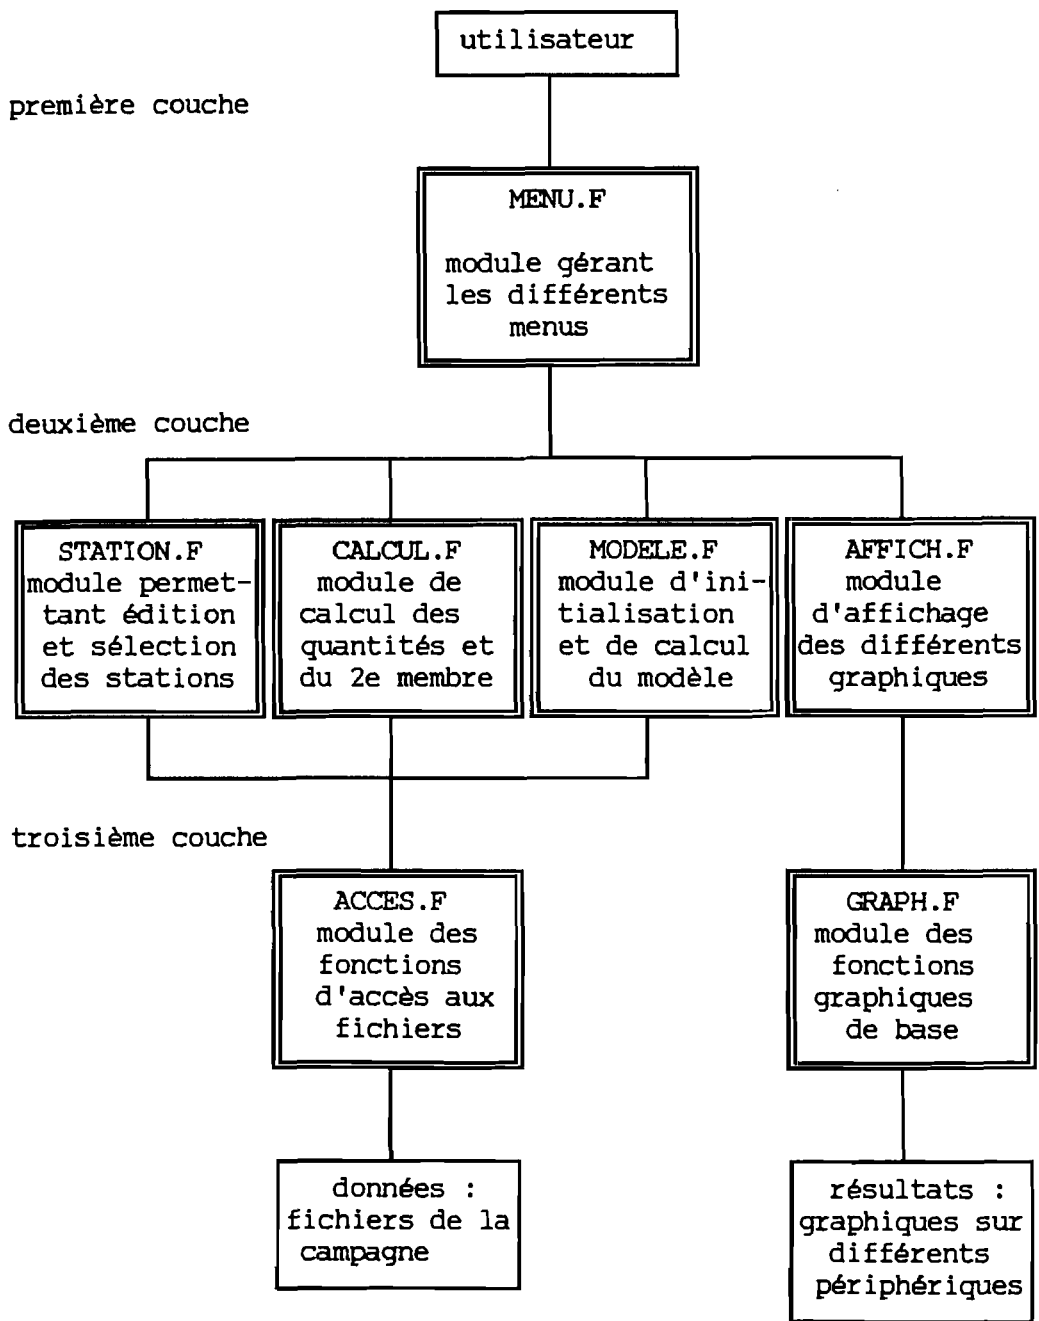 utilisateur
première couche
MENU.F
module gérant
les différents
menus
deuxième couche
STATION.F
module permet-
tant édition
et sélection
des stations
CALCUL.F
module de
calcul des
quantités et
du 2e membre
MODELE.F
module d'ini-
tialisation
et de calcul
du modèle
AFFICH.F
module
d'affichage
des différents
graphiques
troisième couche
ACCES.F
module des
fonctions
d'accès aux
fichiers
GRAPH.F
module des
fonctions
graphiques
de base
données :
fichiers de la
campagne
résultats :
graphiques sur
différents
périphériques